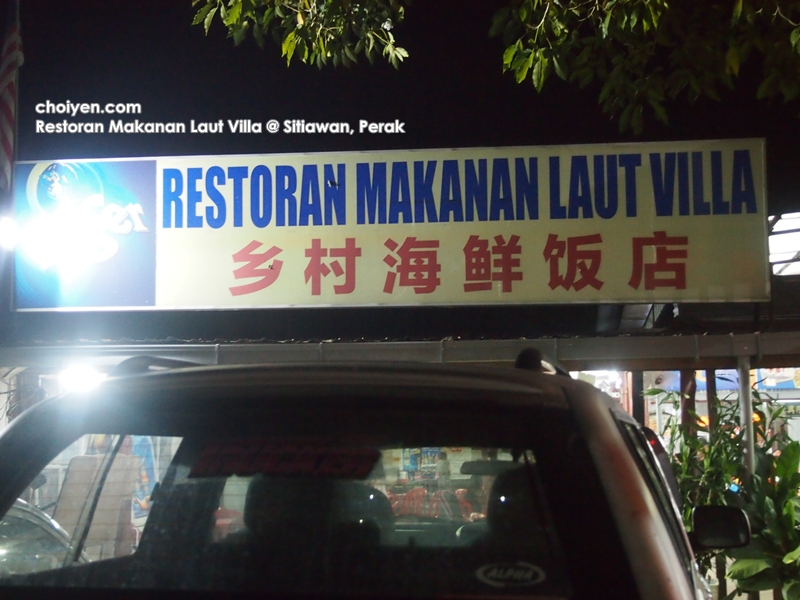 choiyen.com
Restoran Makanan Laut Villa @ Sitiawan, Perak
RESTORAN MAKANAN LAUT VILLA
乡村海鲜饭店
ALPHA